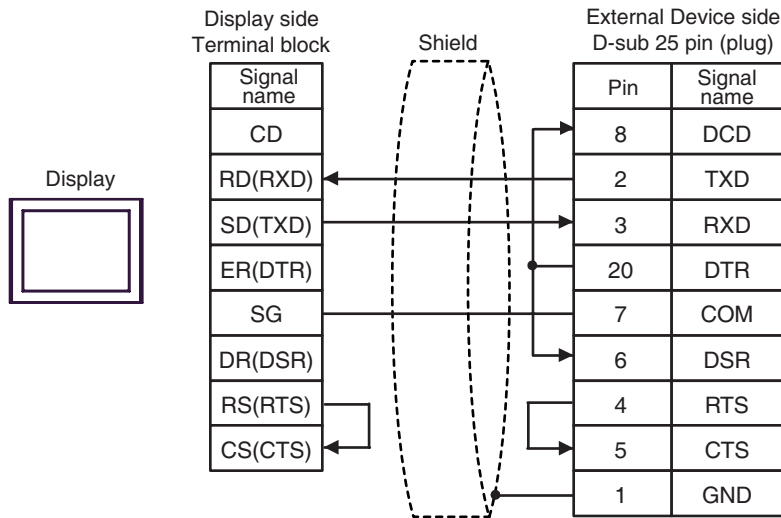 Display side
Terminal block
Shield
External Device side
D-sub 25 pin (plug)
Display
Signal
name
CD
RD(RXD)
SD(TXD)
ER(DTR)
SG
DR(DSR)
RS(RTS)
CS(CTS)
Pin
Signal
name
8 DCD
2 TXD
3 RXD
20 DTR
7 COM
6 DSR
4 RTS
5 CTS
1 GND